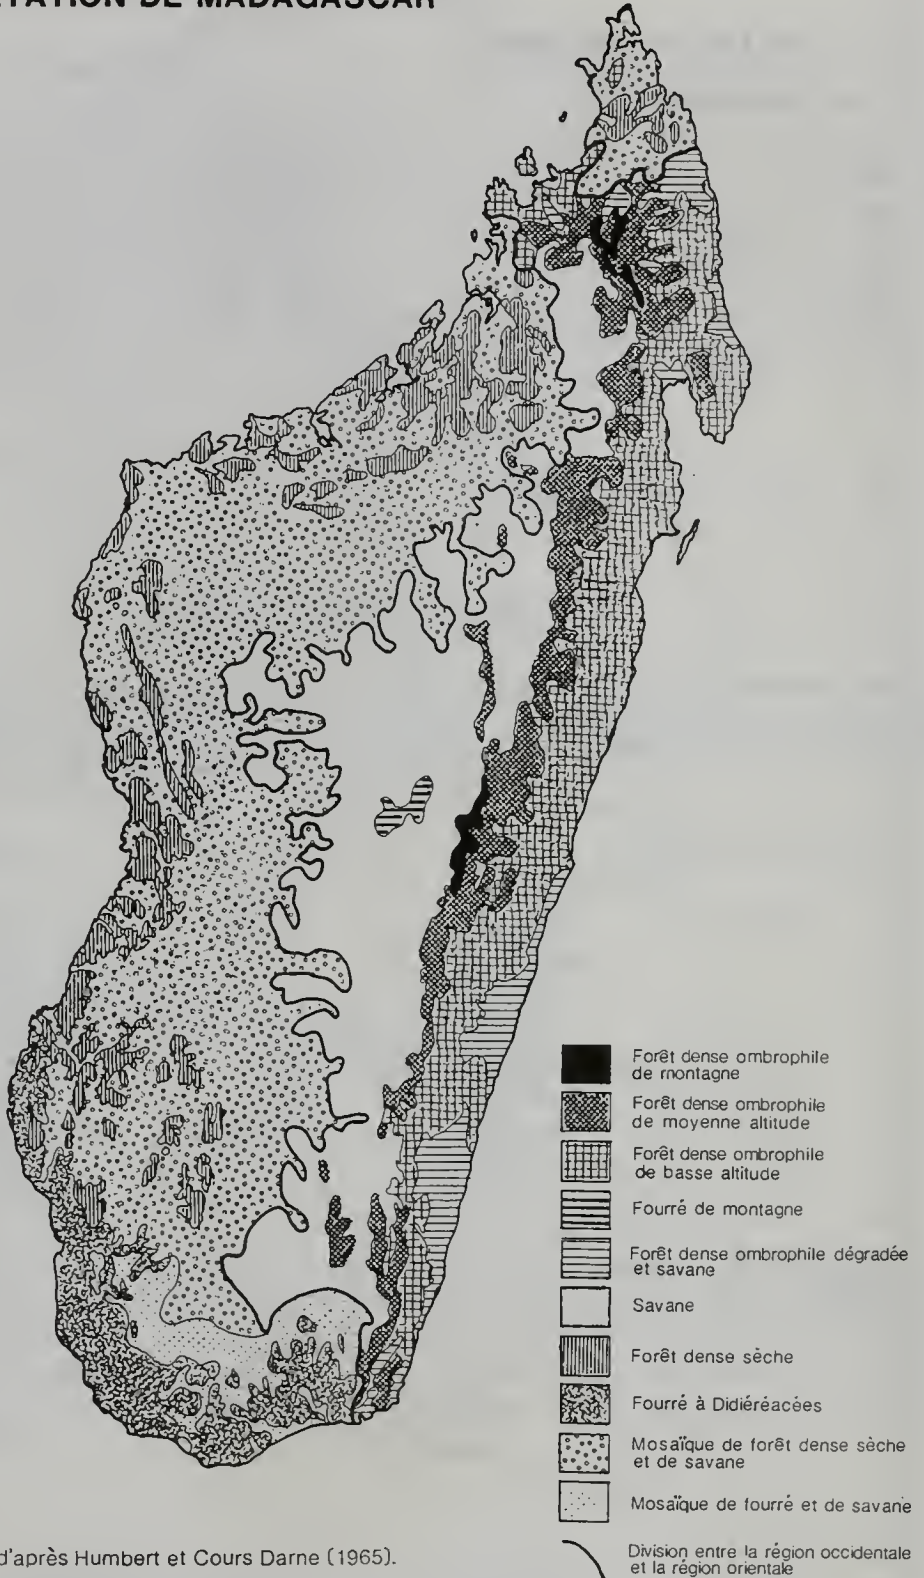 DE MADAGASCAR
Forêt dense ombrophile
de montagne
Forêt dense ombrophile
de moyenne altitude
Forêt dense ombrophile
de basse altitude
Fourré de montagne
Forêt dense ombrophile dégradée
et savane
Savane
Forêt dense sèche
Fourré à Didiéréacées
Mosaïque de forêt dense sèche
et de savane
Mosaïque de fourré et de savane
Division entre la région occidentale
et la région orientale
d'après Humbert et Cours Darne (1965).